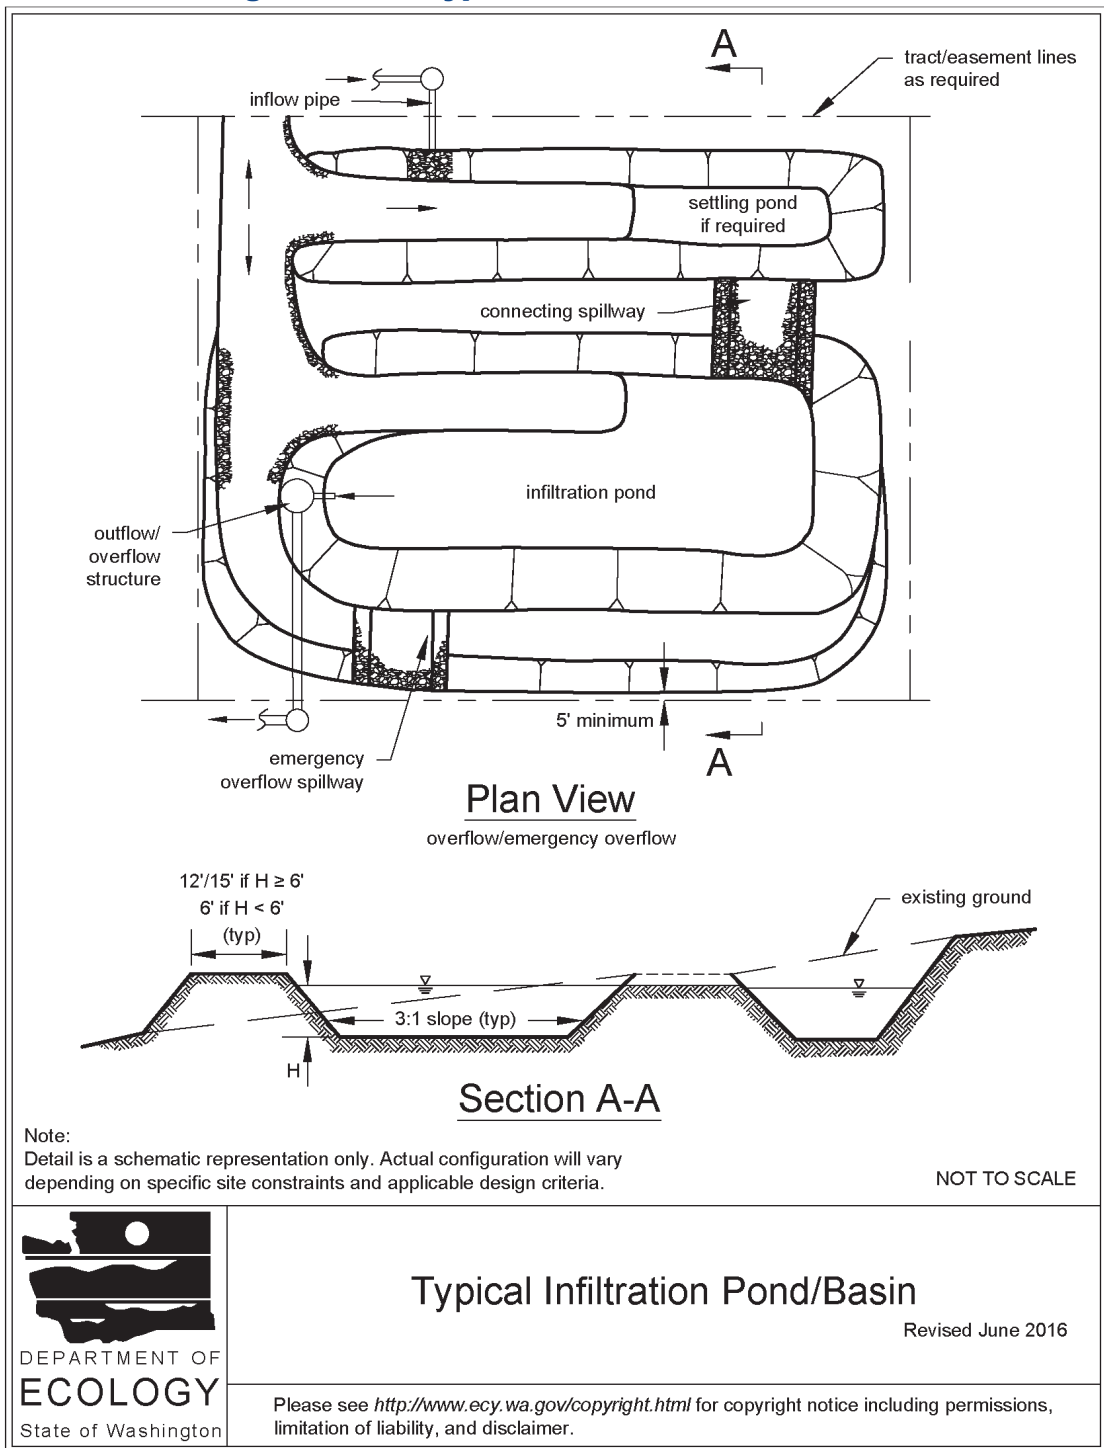 A
tract/easement lines
as required
inflow pipe
settling pond
if required
connecting spillway
infiltration pond
outflow/
overflow
structure
5' minimum
A
emergency
overflow spillway
Plan View
overflow/emergency overflow
12'/15' if H ≥ 6'
6' if H < 6'
(typ)
existing ground
3:1 slope (typ)
H
Section A-A
Note:
Detail is a schematic representation only. Actual configuration will vary
depending on specific site constraints and applicable design criteria.
NOT TO SCALE
DEPARTMENT OF
ECOLOGY
State of Washington
Typical Infiltration Pond/Basin
Revised June 2016
Please see http://www.ecy.wa.gov/copyright.html for copyright notice including permissions,
limitation of liability, and disclaimer.